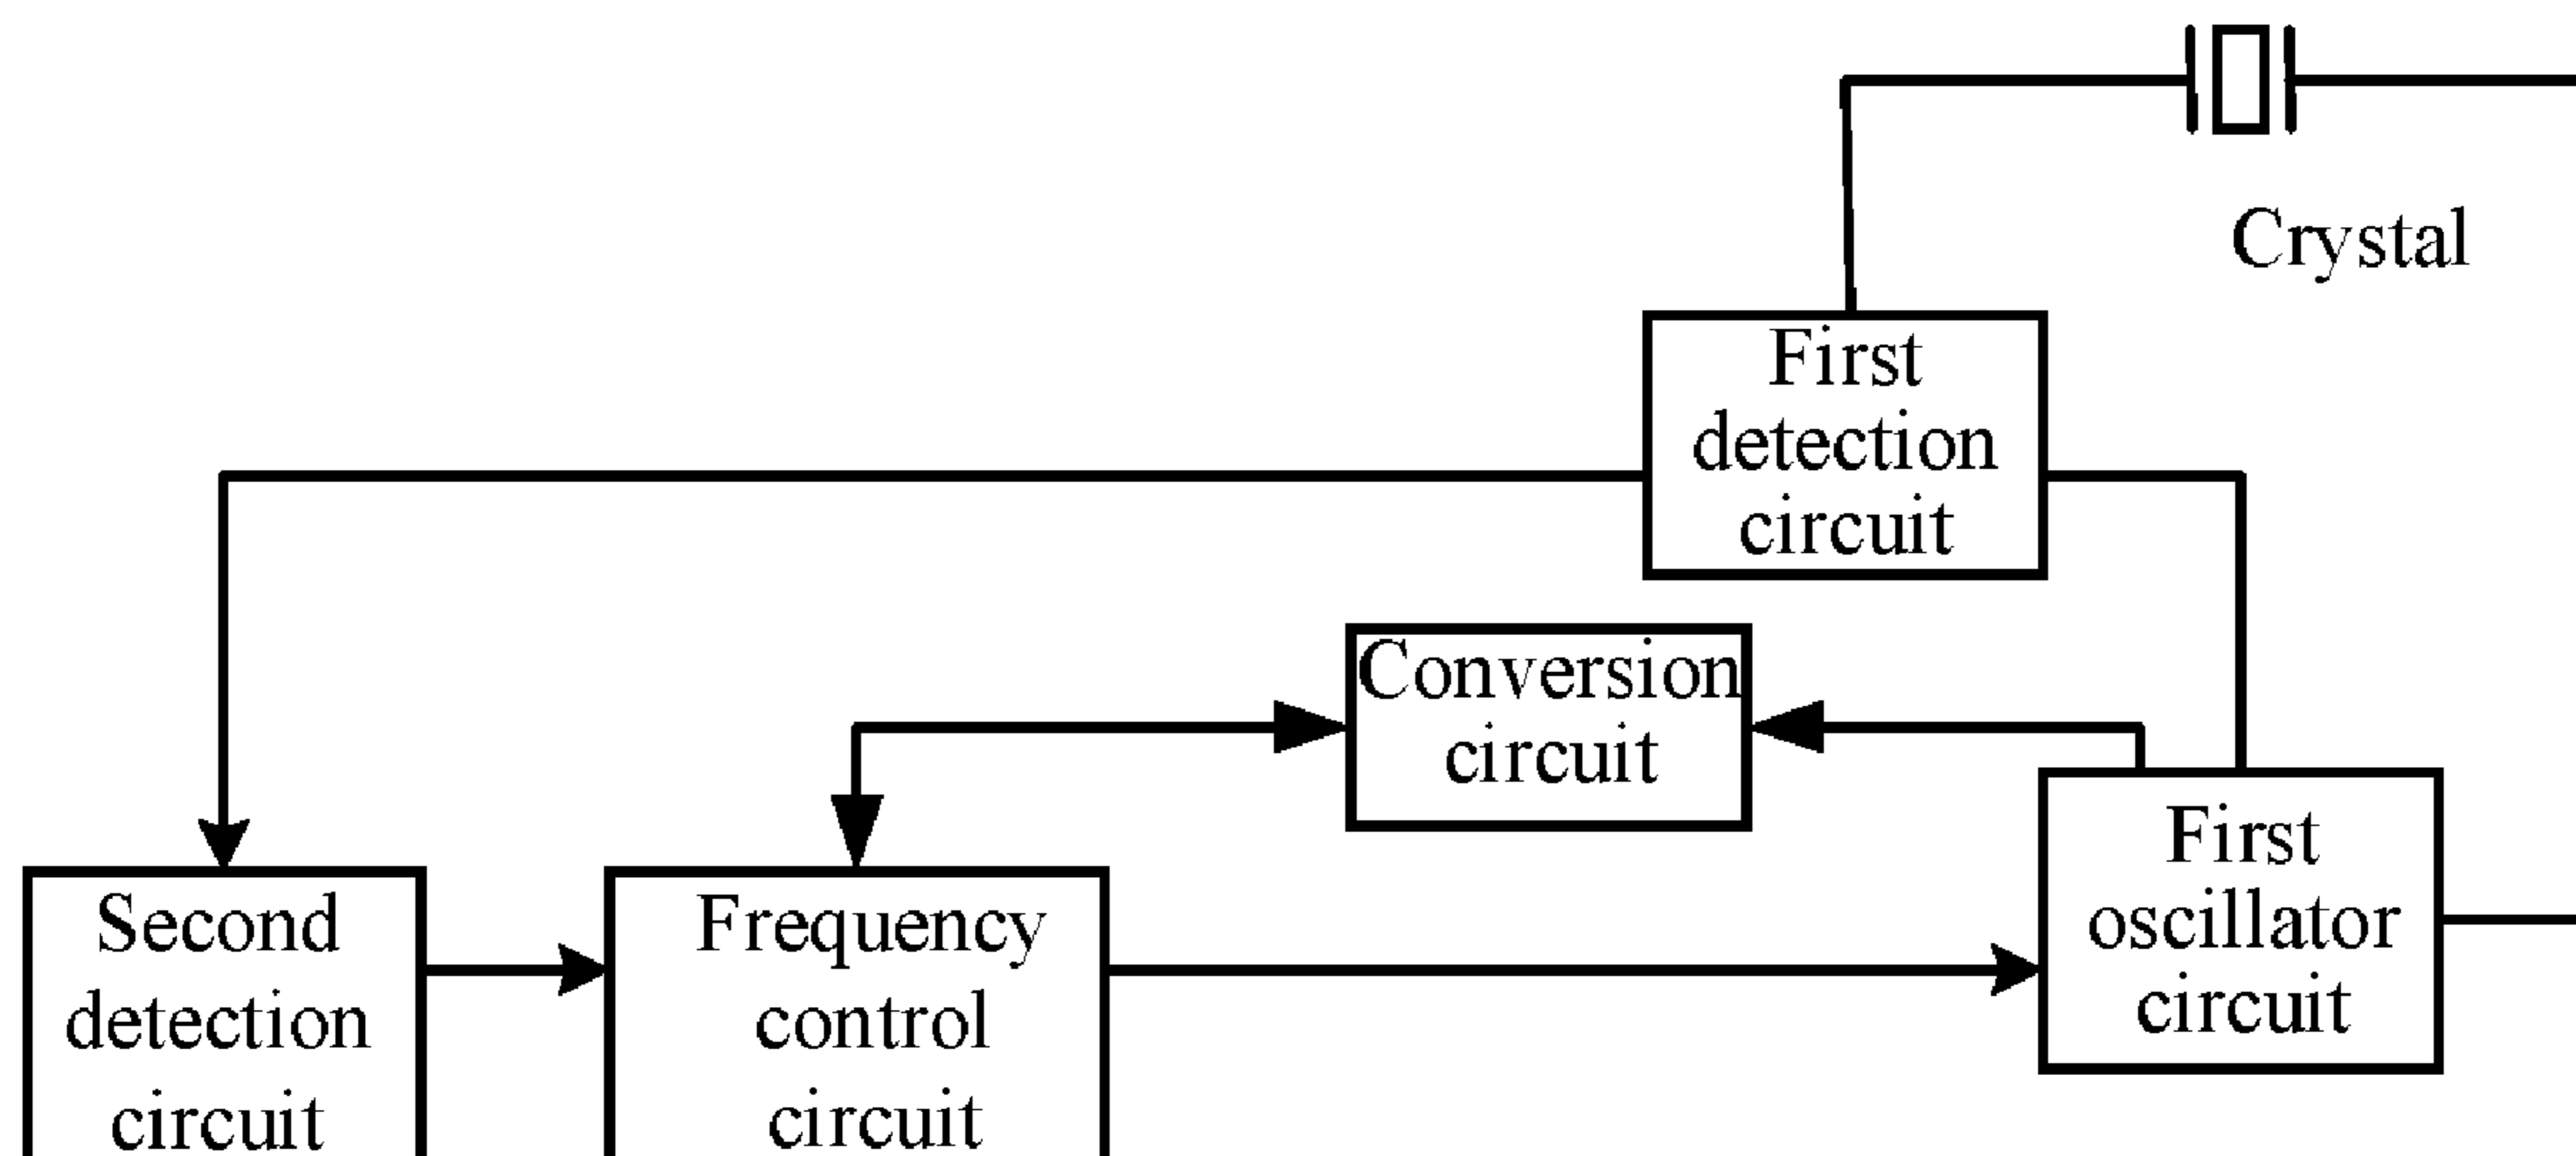 Crystal
First
detection
circuit
Conversion
circuit
First
oscillator
circuit
Second
detection
circuit
Frequency
control
circuit